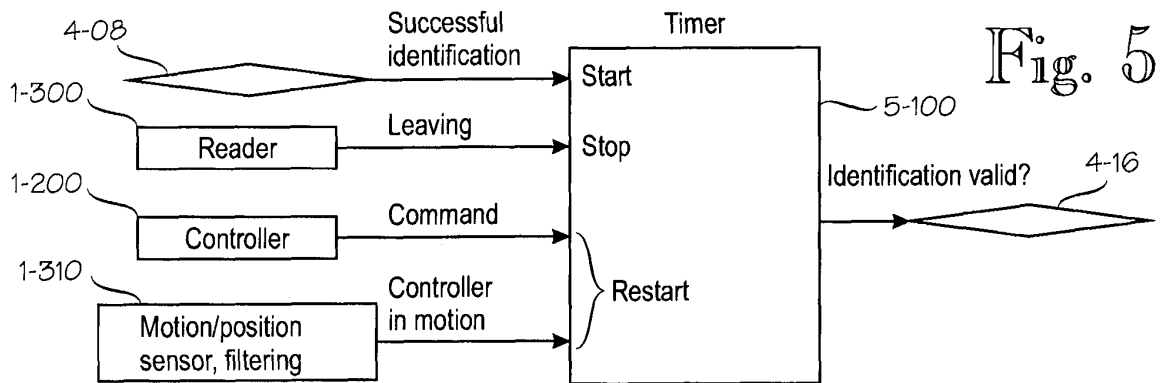 4-08
Successful
identification
Timer
Fig. 5
Start
1-300
Reader
Leaving
Stop
5-100
1-200
Controller
Command
Identification valid?
4-16
1-310
Motion/position
sensor, filtering
Controller
in motion
Restart